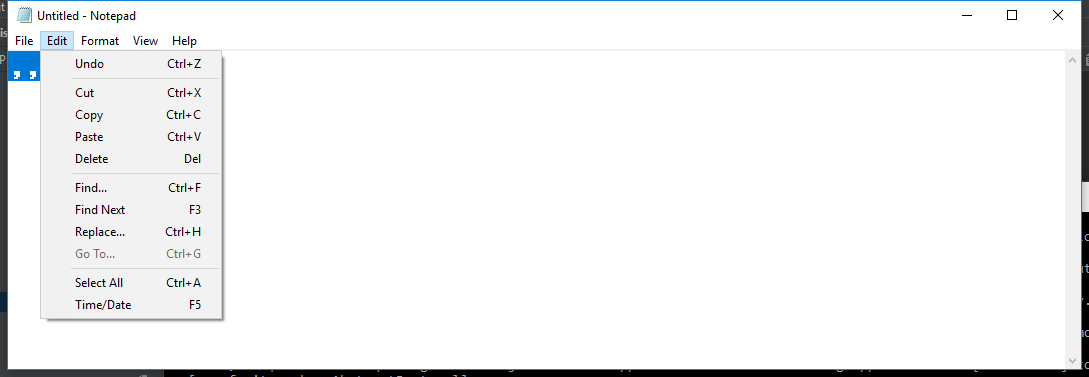 Untitled - Notepad
File Edit Format View Help
,,
Undo Ctrl+Z
Cut Ctrl+X
Copy Ctrl+C
Paste Ctrl+V
Delete Del
Find... Ctrl+F
Find Next F3
Replace... Ctrl+H
Go To... Ctrl+G
Select All Ctrl+A
Time/Date F5